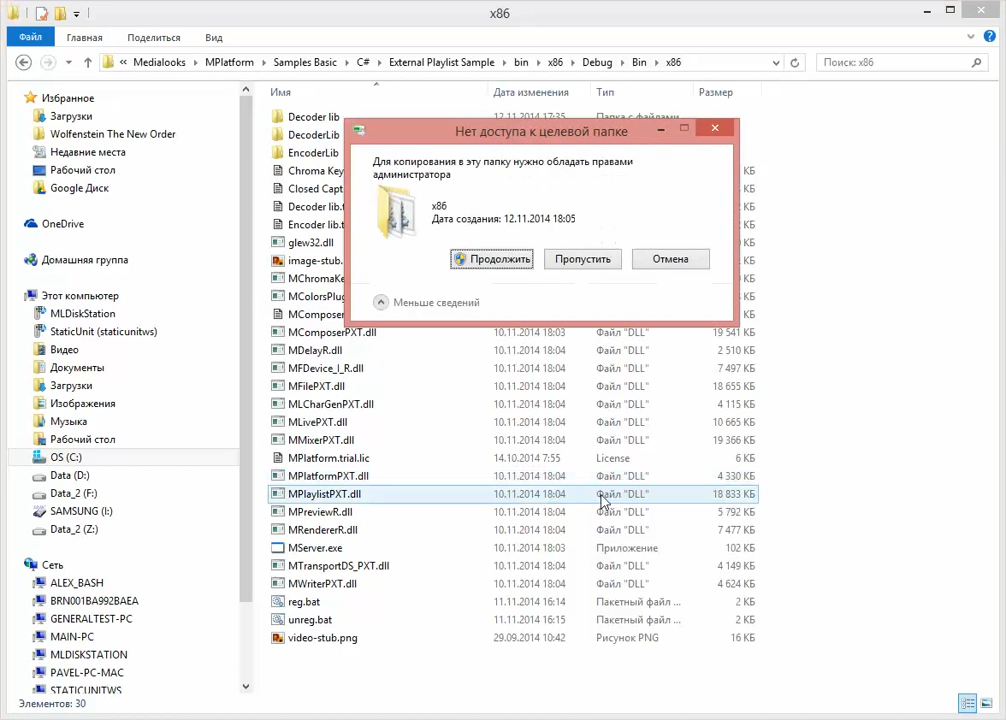 x86
Файл
Главная
Поделиться
Вид
« Medialooks ▸ MPlatform ▸ Samples Basic ▸ C# ▸ External Playlist Sample ▸ bin ▸ x86 ▸ Debug ▸ Bin ▸ x86
Поиск: x86
Имя
Дата изменения
Тип
Размер
Избранное
Загрузки
Wolfenstein The New Order
Недавние места
Рабочий стол
Google Диск
OneDrive
Домашняя группа
Этот компьютер
MLDiskStation
StaticUnit (staticunitws)
Видео
Документы
Загрузки
Изображения
Музыка
Рабочий стол
OS (C:)
Data (D:)
Data_2 (F:)
SAMSUNG (I:)
Data_2 (Z:)
Сеть
ALEX_BASH
BRN001BA992BAEA
GENERALTEST-PC
MAIN-PC
MLDISKSTATION
PAVEL-PC-MAC
STATICUNITWS
Decoder lib
DecoderLib
EncoderLib
Chroma Key
Closed Capt
Decoder lib.t
Encoder lib.t
glew32.dll
image-stub.
MChromaKe
MColorsPlug
MComposer
Нет доступа к целевой папке
Для копирования в эту папку нужно обладать правами
администратора
x86
Дата создания: 12.11.2014 18:05
Продолжить
Пропустить
Отмена
Меньше сведений
MComposerPXT.dll 10.11.2014 18:03 Файл "DLL" 19 541 КБ
MDelayR.dll 10.11.2014 18:04 Файл "DLL" 2 510 КБ
MFDevice_I_R.dll 10.11.2014 18:04 Файл "DLL" 7 497 КБ
MFilePXT.dll 10.11.2014 18:04 Файл "DLL" 18 655 КБ
MLCharGenPXT.dll 10.11.2014 18:04 Файл "DLL" 4 115 КБ
MLivePXT.dll 10.11.2014 18:04 Файл "DLL" 10 665 КБ
MMixerPXT.dll 10.11.2014 18:04 Файл "DLL" 19 366 КБ
MPlatform.trial.lic 14.10.2014 7:55 License 6 КБ
MPlatformPXT.dll 10.11.2014 18:04 Файл "DLL" 4 330 КБ
MPlaylistPXT.dll 10.11.2014 18:04 Файл "DLL" 18 833 КБ
MPreviewR.dll 10.11.2014 18:04 Файл "DLL" 5 792 КБ
MRendererR.dll 10.11.2014 18:04 Файл "DLL" 7 477 КБ
MServer.exe 10.11.2014 18:03 Приложение 102 КБ
MTransportDS_PXT.dll 10.11.2014 18:04 Файл "DLL" 4 149 КБ
MWriterPXT.dll 10.11.2014 18:04 Файл "DLL" 4 624 КБ
reg.bat 11.11.2014 16:14 Пакетный файл ... 2 КБ
unreg.bat 11.11.2014 16:15 Пакетный файл ... 2 КБ
video-stub.png 29.09.2014 10:42 Рисунок PNG 16 КБ
Элементов: 30